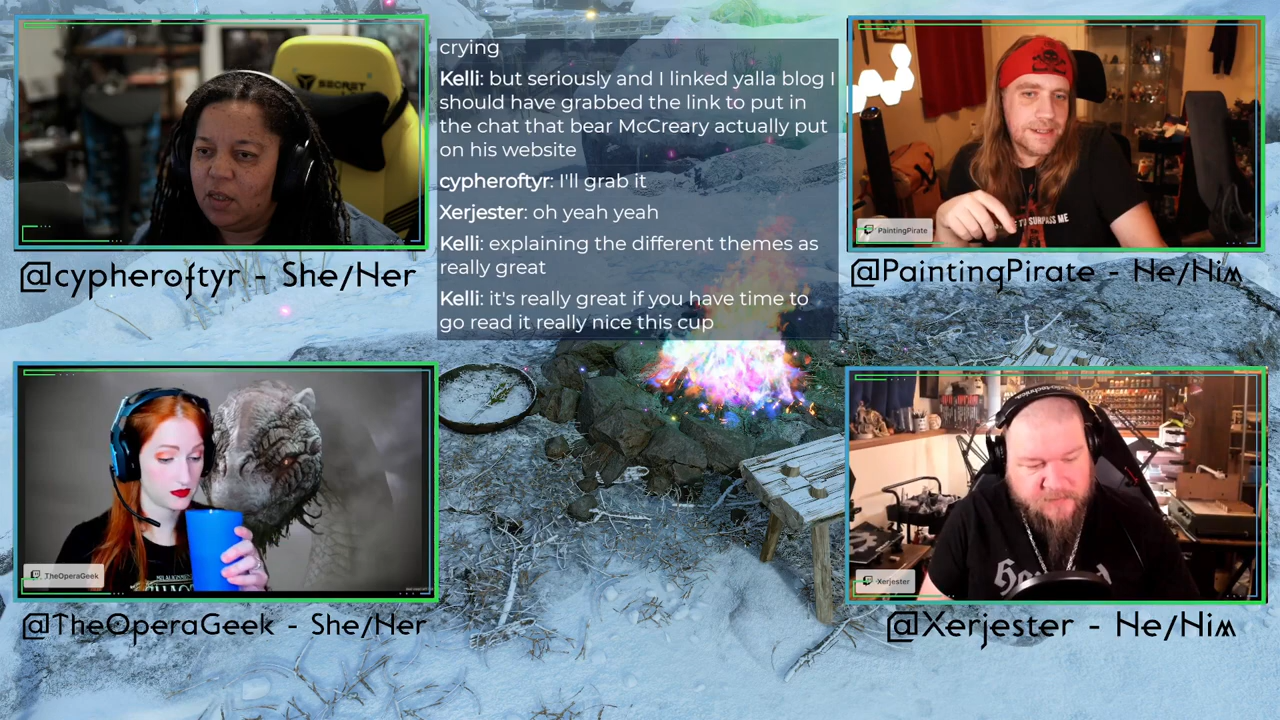 SECRET
crying
Kelli: but seriously and I linked yalla blog I
should have grabbed the link to put in
the chat that bear McCreary actually put
on his website
cypheroftyr: I'll grab it
Xerjester: oh yeah yeah
Kelli: explaining the different themes as
really great
Kelli: it's really great if you have time to
go read it really nice this cup
SURPASS ME
PaintingPirate
@cypheroftyr - She/Her
@PaintingPirate - He/Him
TheOperaGeek
Xerjester
@TheOperaGeek - She/Her
@Xerjester - He/Him